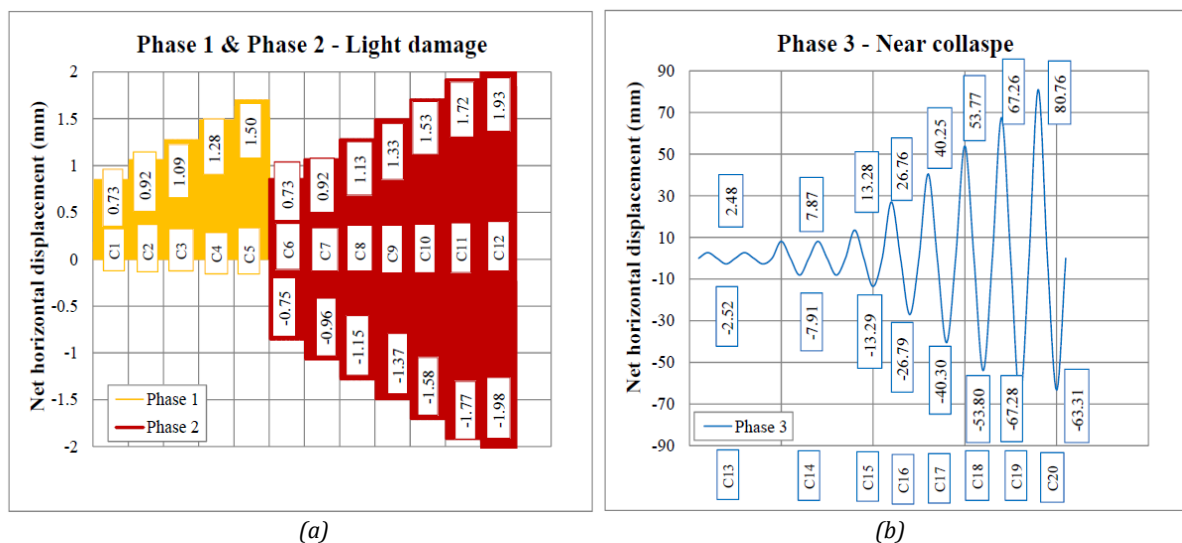 Phase 1 & Phase 2 - Light damage
Net horizontal displacement (mm)
2
1.5
1
0.5
0
-0.5
-1
-1.5
-2
0.73
0.92
1.09
1.28
1.50
0.73
0.92
1.13
1.33
1.53
1.72
1.93
C1
C2
C3
C4
C5
C6
C7
C8
C9
C10
C11
C12
-0.75
-0.96
-1.15
-1.37
-1.58
-1.77
-1.98
Phase 1
Phase 2
(a)
Phase 3 - Near collaspe
Net horizontal displacement (mm)
90
70
50
30
10
-10
-30
-50
-70
-90
2.48
7.87
13.28
26.76
40.25
53.77
67.26
80.76
-2.52
-7.91
-13.29
-26.79
-40.30
-53.80
-67.28
-63.31
Phase 3
C13
C14
C15
C16
C17
C18
C19
C20
(b)